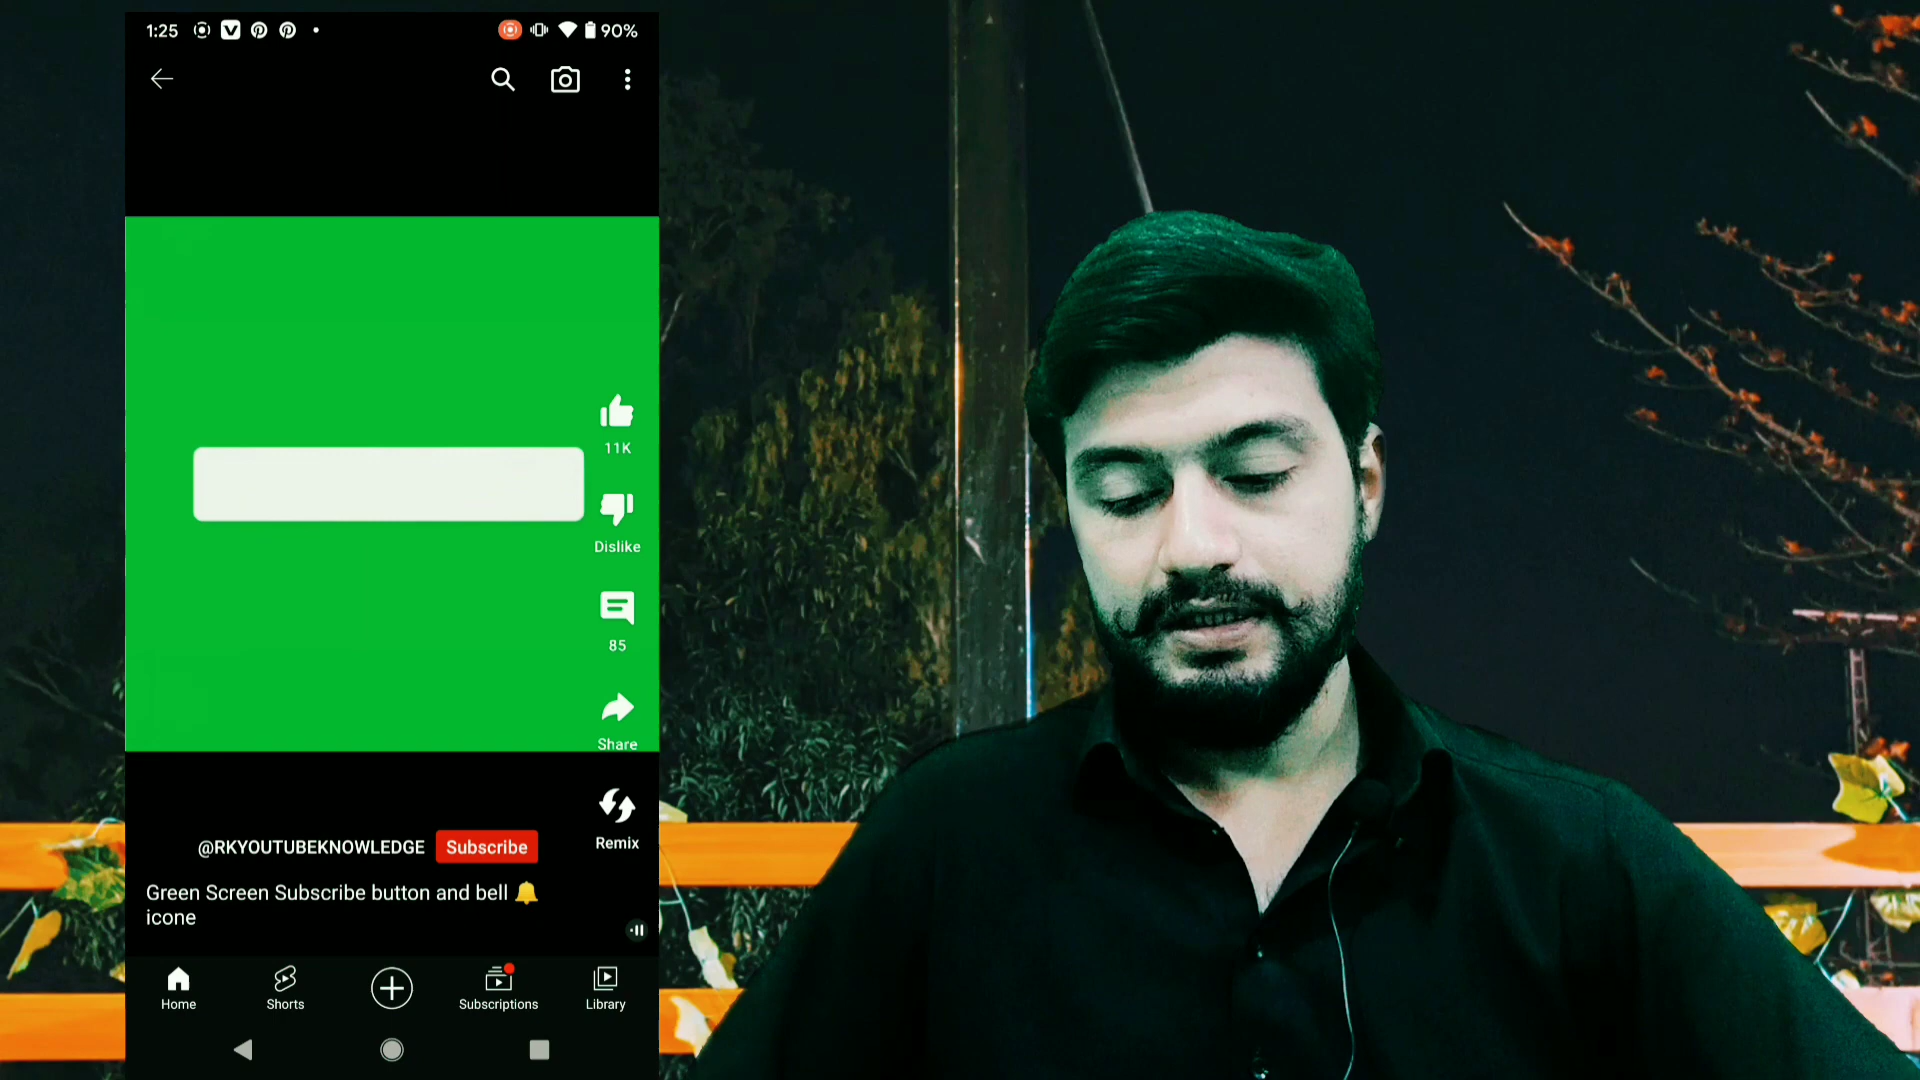 1:25
90%
11K
Dislike
85
Share
Remix
@RKYOUTUBEKNOWLEDGE Subscribe
Green Screen Subscribe button and bell 🔔
icone
Home Shorts Subscriptions Library